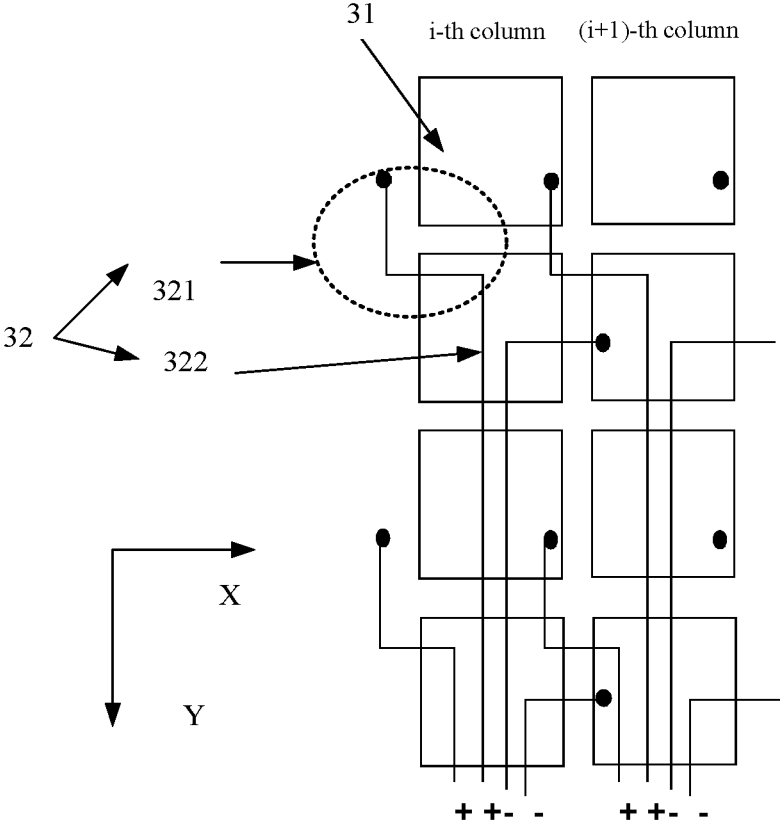 31
i-th column (i+1)-th column
321
32
322
X
Y
+ +- - + +- -